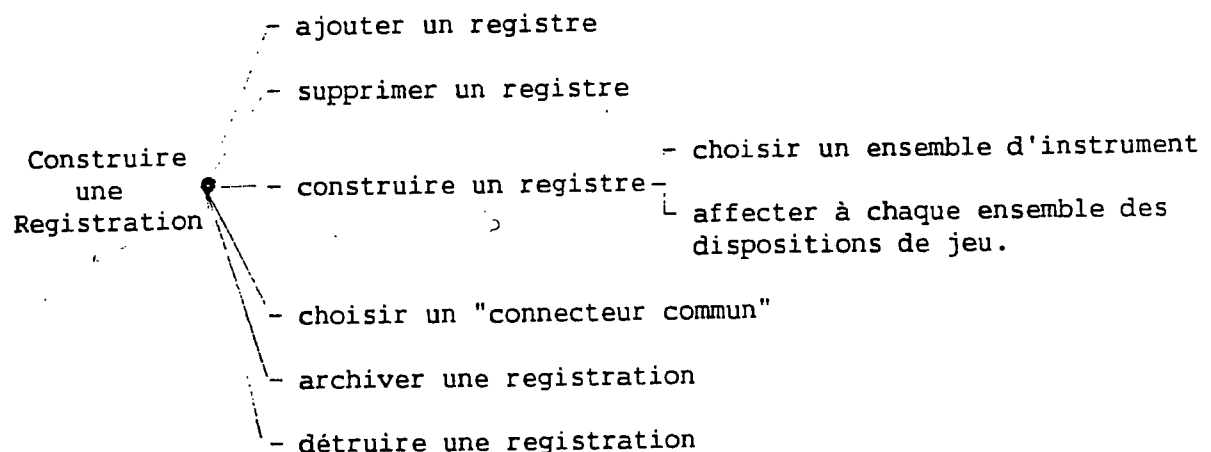 - ajouter un registre
- supprimer un registre
Construire
une
Registration
- construire un registre
- choisir un ensemble d'instrument
affecter à chaque ensemble des
dispositions de jeu.
- choisir un "connecteur commun"
- archiver une registration
- détruire une registration